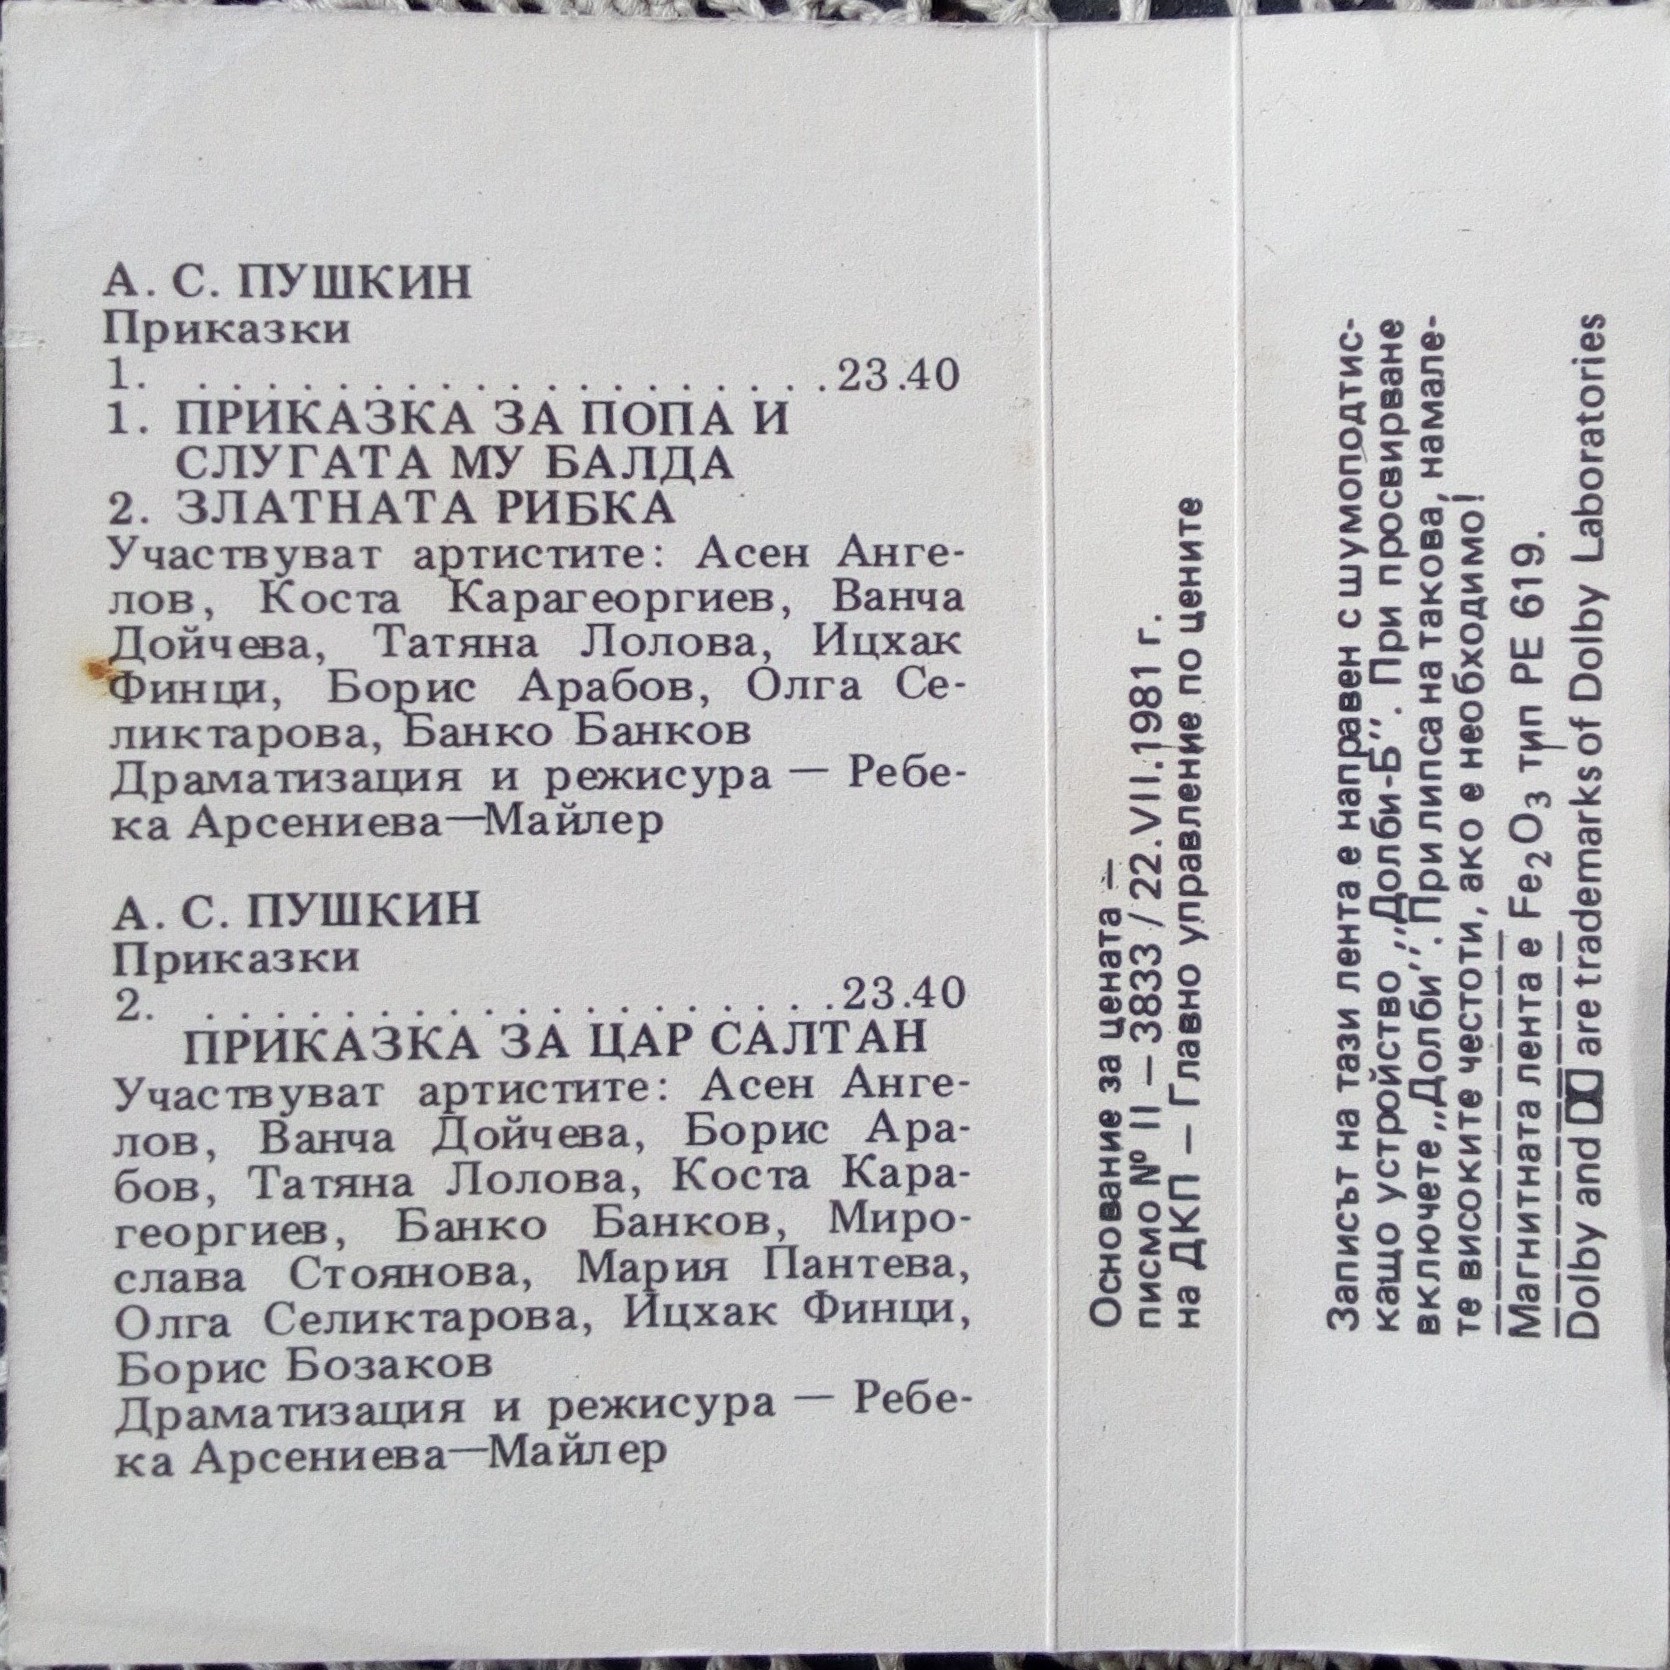 А. С. ПУШКИН
Приказки
1. . . . . . . . . . . . . . . . . . . . . . . . 23.40
1. ПРИКАЗКА ЗА ПОПА И
СЛУГАТА МУ БАЛДА
2. ЗЛАТНАТА РИБКА
Участвуват артистите: Асен Анге-
лов, Коста Карагеоргиев, Ванча
Дойчева, Татяна Лолова, Ицхак
Финци, Борис Арабов, Олга Се-
ликтарова, Банко Банков
Драматизация и режисура — Ребе-
ка Арсениева—Майлер
А. С. ПУШКИН
Приказки
2. . . . . . . . . . . . . . . . . . . . . . . . 23.40
ПРИКАЗКА ЗА ЦАР САЛТАН
Участвуват артистите: Асен Анге-
лов, Ванча Дойчева, Борис Ара-
бов, Татяна Лолова, Коста Кара-
георгиев, Банко Банков, Миро-
слава Стоянова, Мария Пантева,
Олга Селиктарова, Ицхак Финци,
Борис Бозаков
Драматизация и режисура — Ребе-
ка Арсениева—Майлер
Основание за цената —
писмо № II — 3833 / 22.VII.1981 г.
на ДКП — Главно управление по цените
Записът на тази лента е направен с шумоподтис-
кащо устройство ,,Долби-Б''. При просвирване
включете,,Долби''. При липса на такова, намале-
те високите честоти, ако е необходимо!
Магнитната лента е Fe₂O₃ тип PE 619.
Dolby and are trademarks of Dolby Laboratories